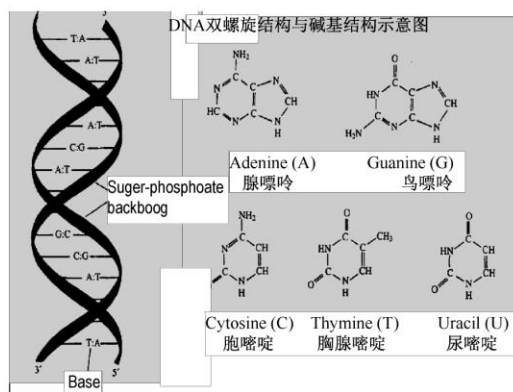 DNA双螺旋结构与碱基结构示意图
T:A
A:T
A:T
C:G
A:T
Suger-phosphoate
backboog
G:C
C:G
A:T
T:A
3′
5′
Base
NH₂
C
N
C
N
CH
HC
N
C
N
H
O
C
HN
C
N
CH
H₂N
C
N
C
N
H
Adenine (A)
腺嘌呤
Guanine (G)
鸟嘌呤
NH₂
C
N
CH
C
CH
N
H
O
C
HN
C
CH₃
C
CH
O
N
H
O
C
HN
CH
C
CH
O
N
H
Cytosine (C)
胞嘧啶
Thymine (T)
胸腺嘧啶
Uracil (U)
尿嘧啶